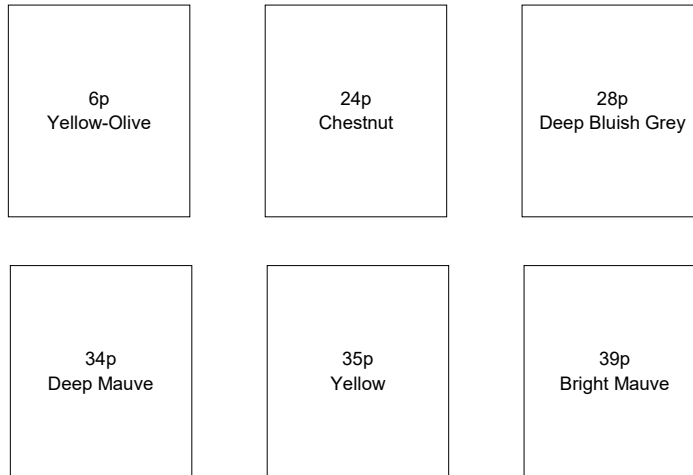 6p
Yellow-Olive
24p
Chestnut
28p
Deep Bluish Grey
34p
Deep Mauve
35p
Yellow
39p
Bright Mauve